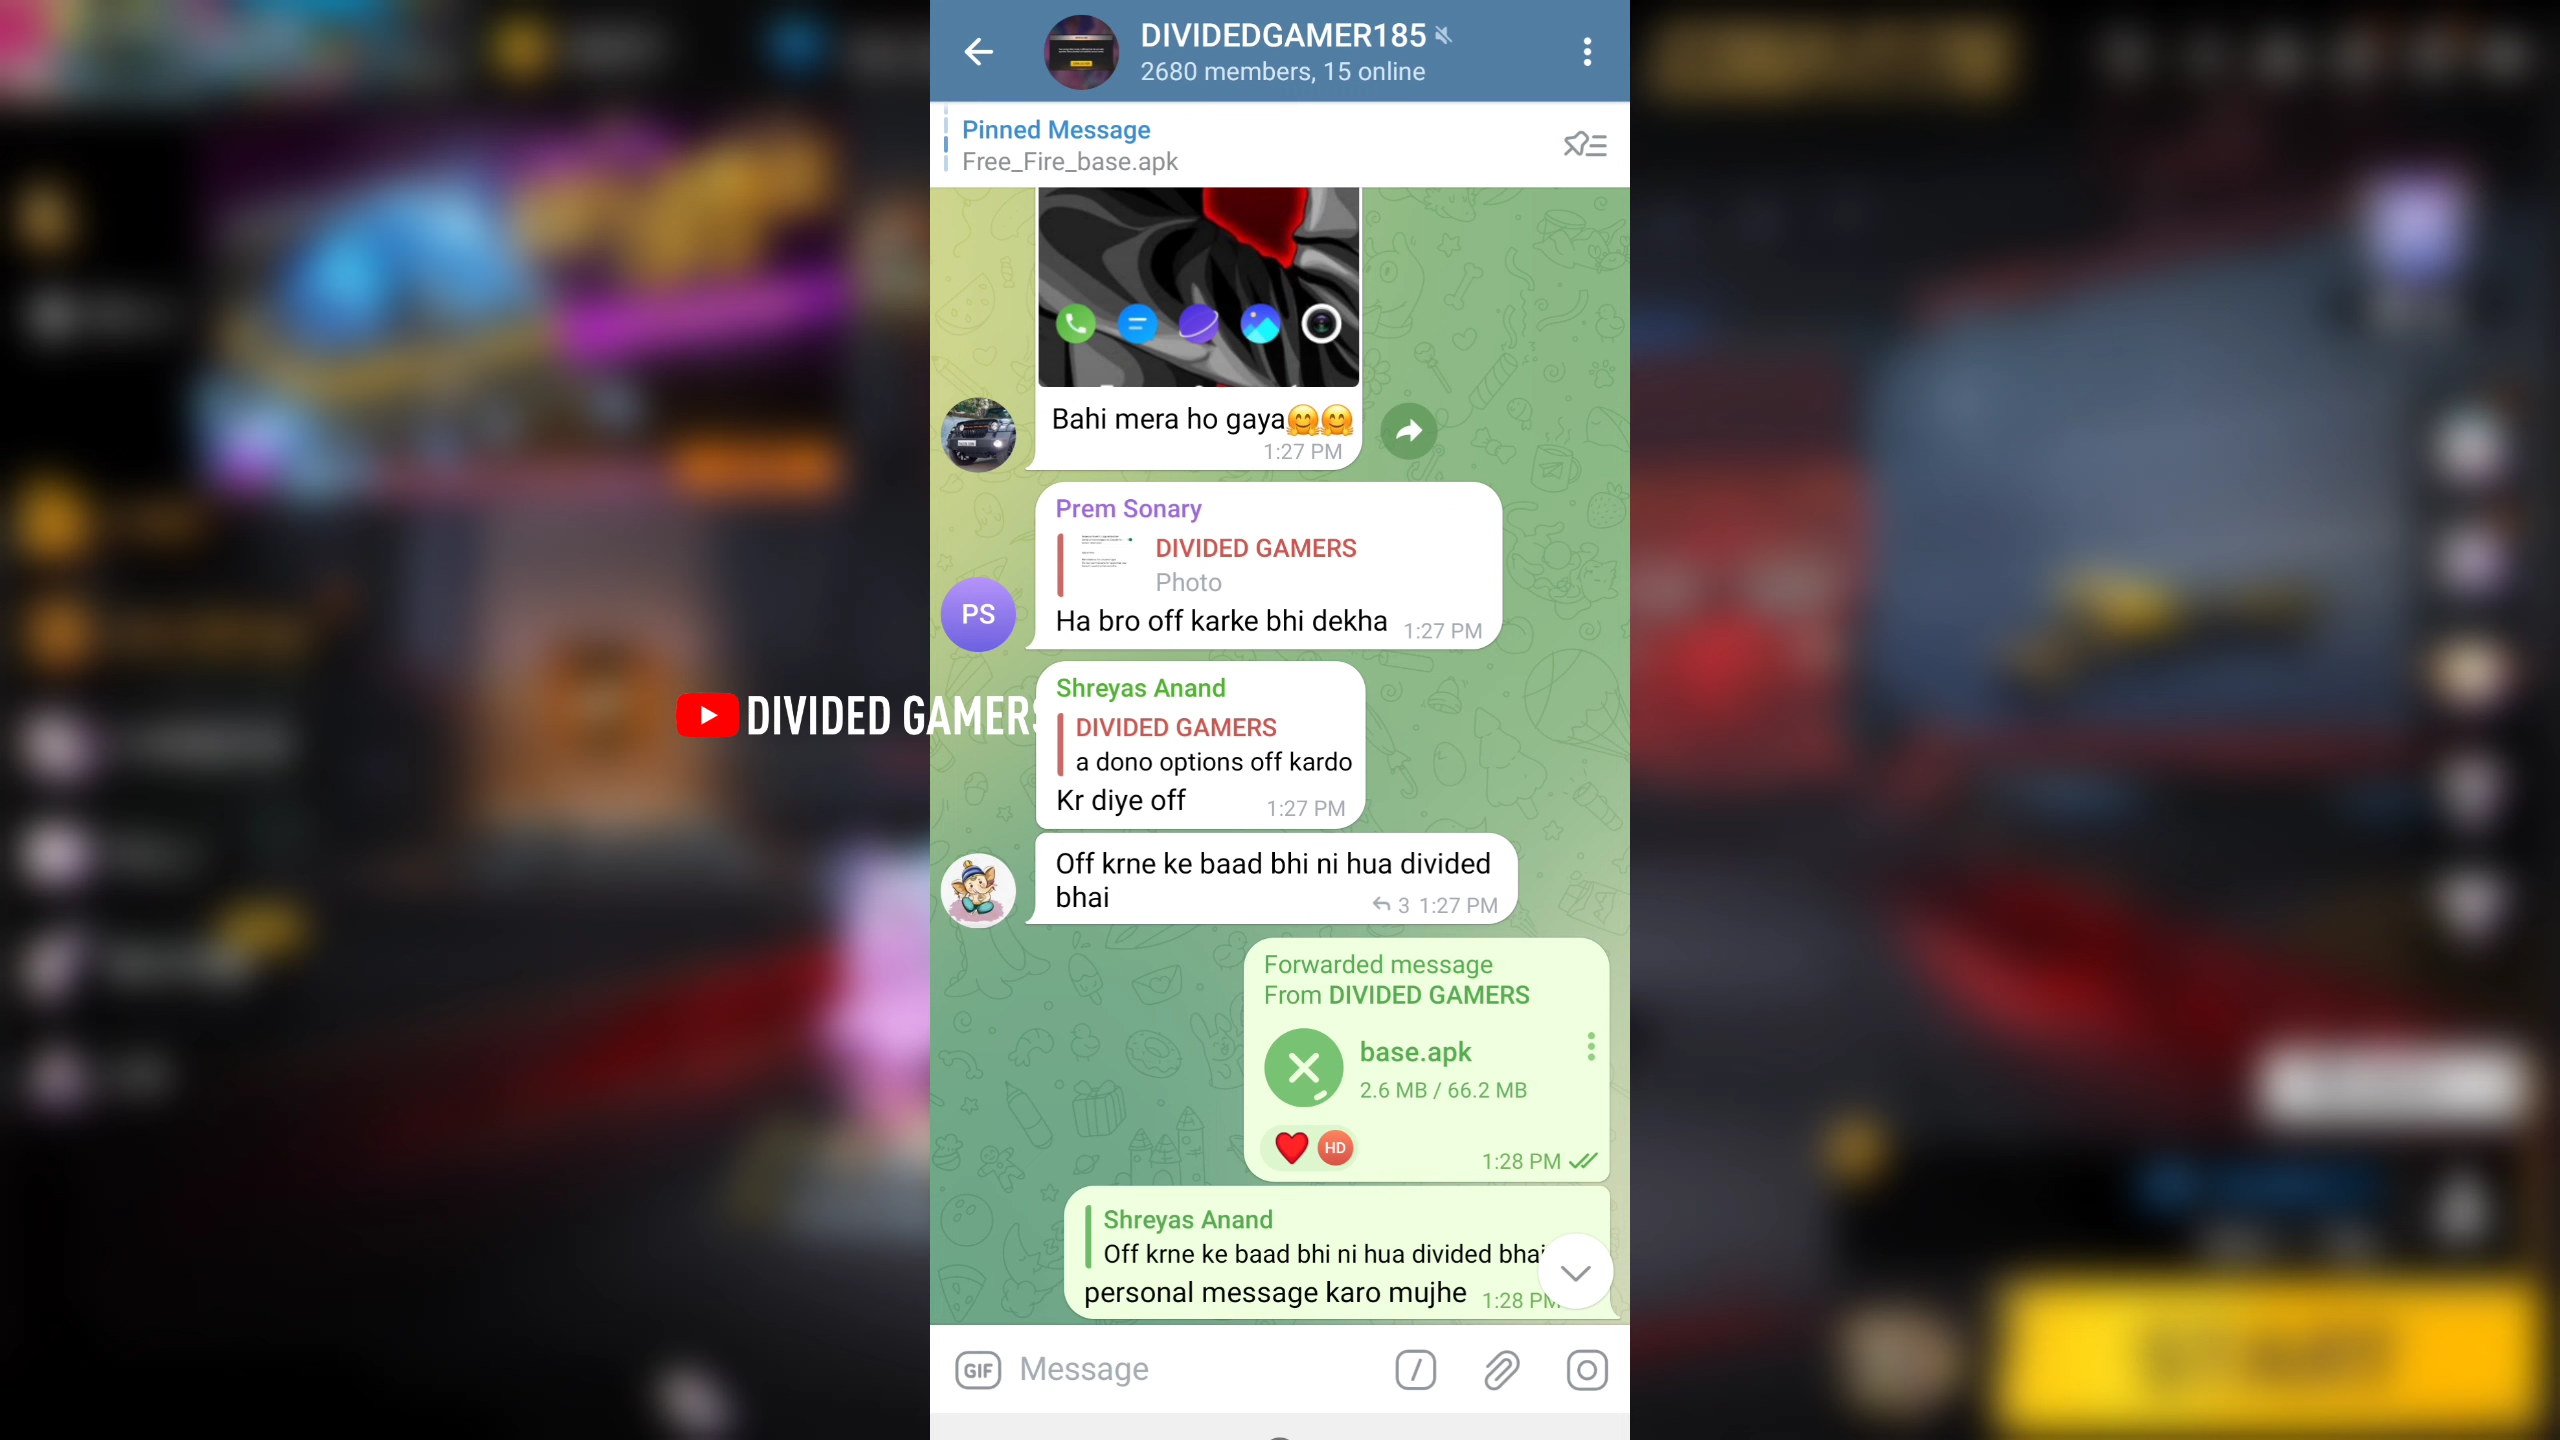 DIVIDEDGAMER185
2680 members, 15 online
Pinned Message
Free_Fire_base.apk
Bahi mera ho gaya🤗🤗
1:27 PM
Prem Sonary
DIVIDED GAMERS
Photo
PS
Ha bro off karke bhi dekha 1:27 PM
Shreyas Anand
DIVIDED GAMERS
DIVIDED GAMERS
a dono options off kardo
Kr diye off 1:27 PM
Off krne ke baad bhi ni hua divided
bhai 3 1:27 PM
Forwarded message
From DIVIDED GAMERS
base.apk
2.6 MB / 66.2 MB
❤️ HD
1:28 PM
Shreyas Anand
Off krne ke baad bhi ni hua divided bhai
personal message karo mujhe 1:28 PM
GIF Message